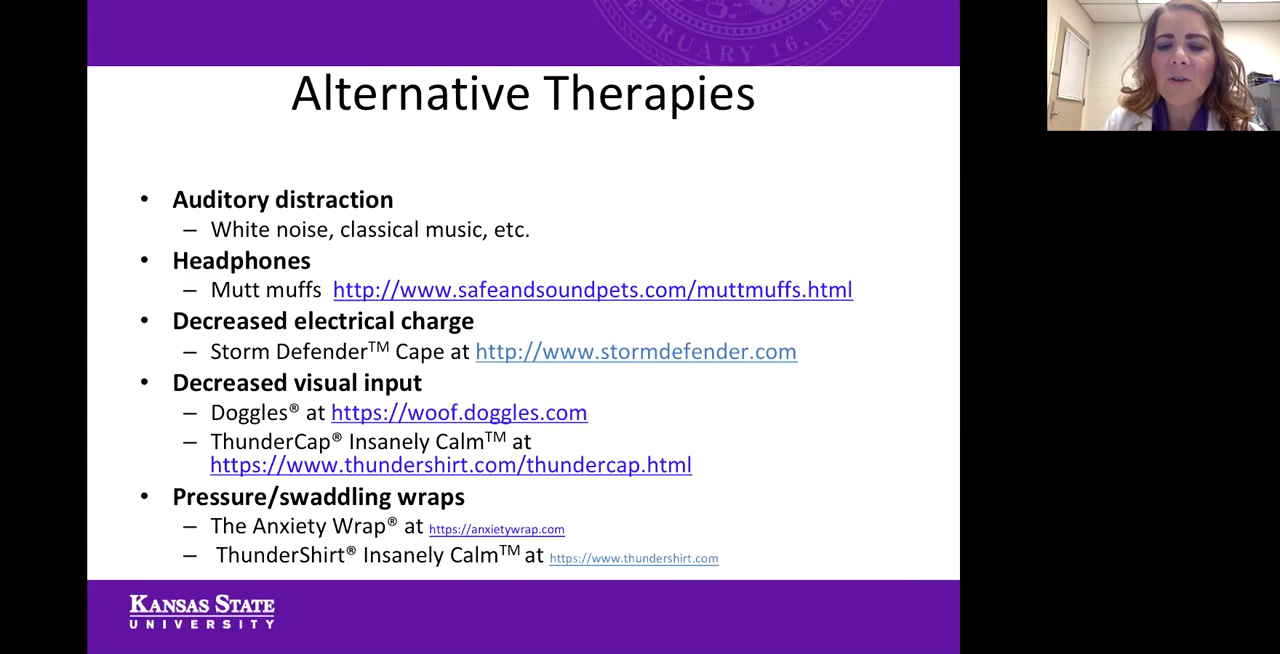 FEBRUARY 16, 186
Alternative Therapies
• Auditory distraction
– White noise, classical music, etc.
• Headphones
– Mutt muffs http://www.safeandsoundpets.com/muttmuffs.html
• Decreased electrical charge
– Storm Defender™ Cape at http://www.stormdefender.com
• Decreased visual input
– Doggles® at https://woof.doggles.com
– ThunderCap® Insanely Calm™ at
https://www.thundershirt.com/thundercap.html
• Pressure/swaddling wraps
– The Anxiety Wrap® at https://anxietywrap.com
– ThunderShirt® Insanely Calm™ at https://www.thundershirt.com
KANSAS STATE
UNIVERSITY